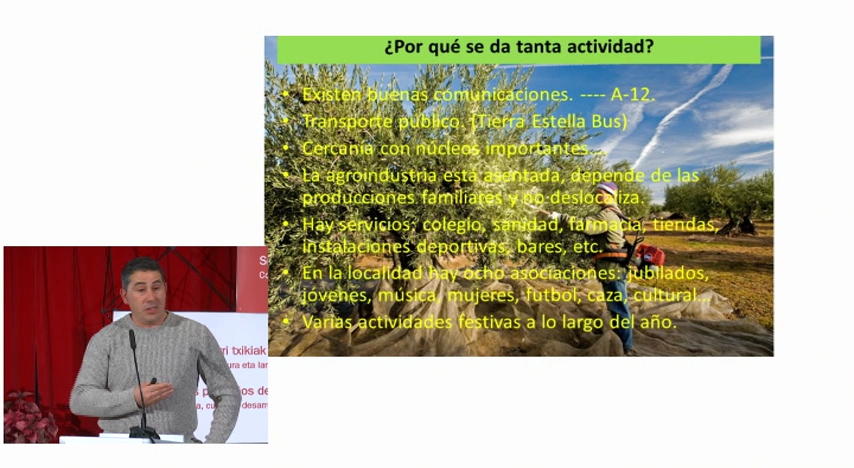 ¿Por qué se da tanta actividad?
• Existen buenas comunicaciones. ---- A-12.
• Transporte público. (Tierra Estella Bus)
• Cercanía con núcleos importantes...
• La agroindustria está asentada, depende de las
producciones familiares y no deslocaliza.
• Hay servicios: colegio, sanidad, farmacia, tiendas,
instalaciones deportivas, bares, etc.
• En la localidad hay ocho asociaciones: jubilados,
jóvenes, música, mujeres, futbol, caza, cultural...
• Varias actividades festivas a lo largo del año.
txikiak